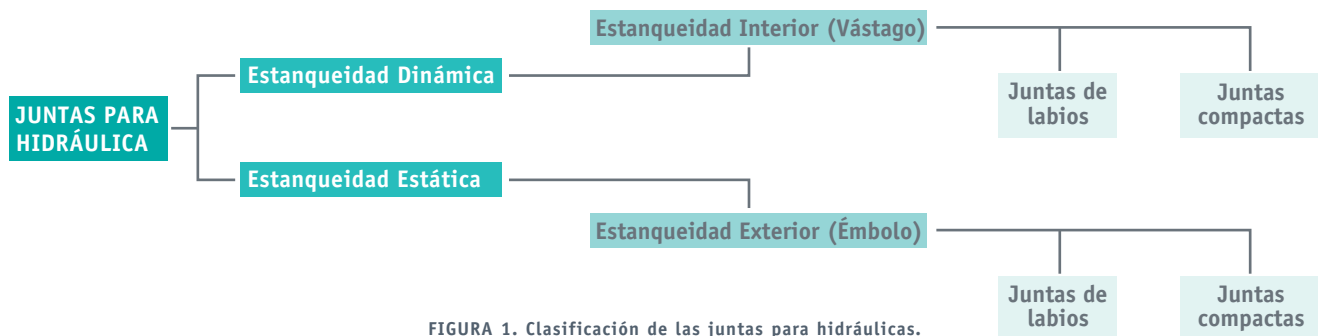 JUNTAS PARA
HIDRÁULICA
Estanqueidad Dinámica
Estanqueidad Interior (Vástago)
Juntas de
labios
Juntas
compactas
Estanqueidad Estática
Estanqueidad Exterior (Émbolo)
Juntas de
labios
Juntas
compactas
FIGURA 1. Clasificación de las juntas para hidráulicas.